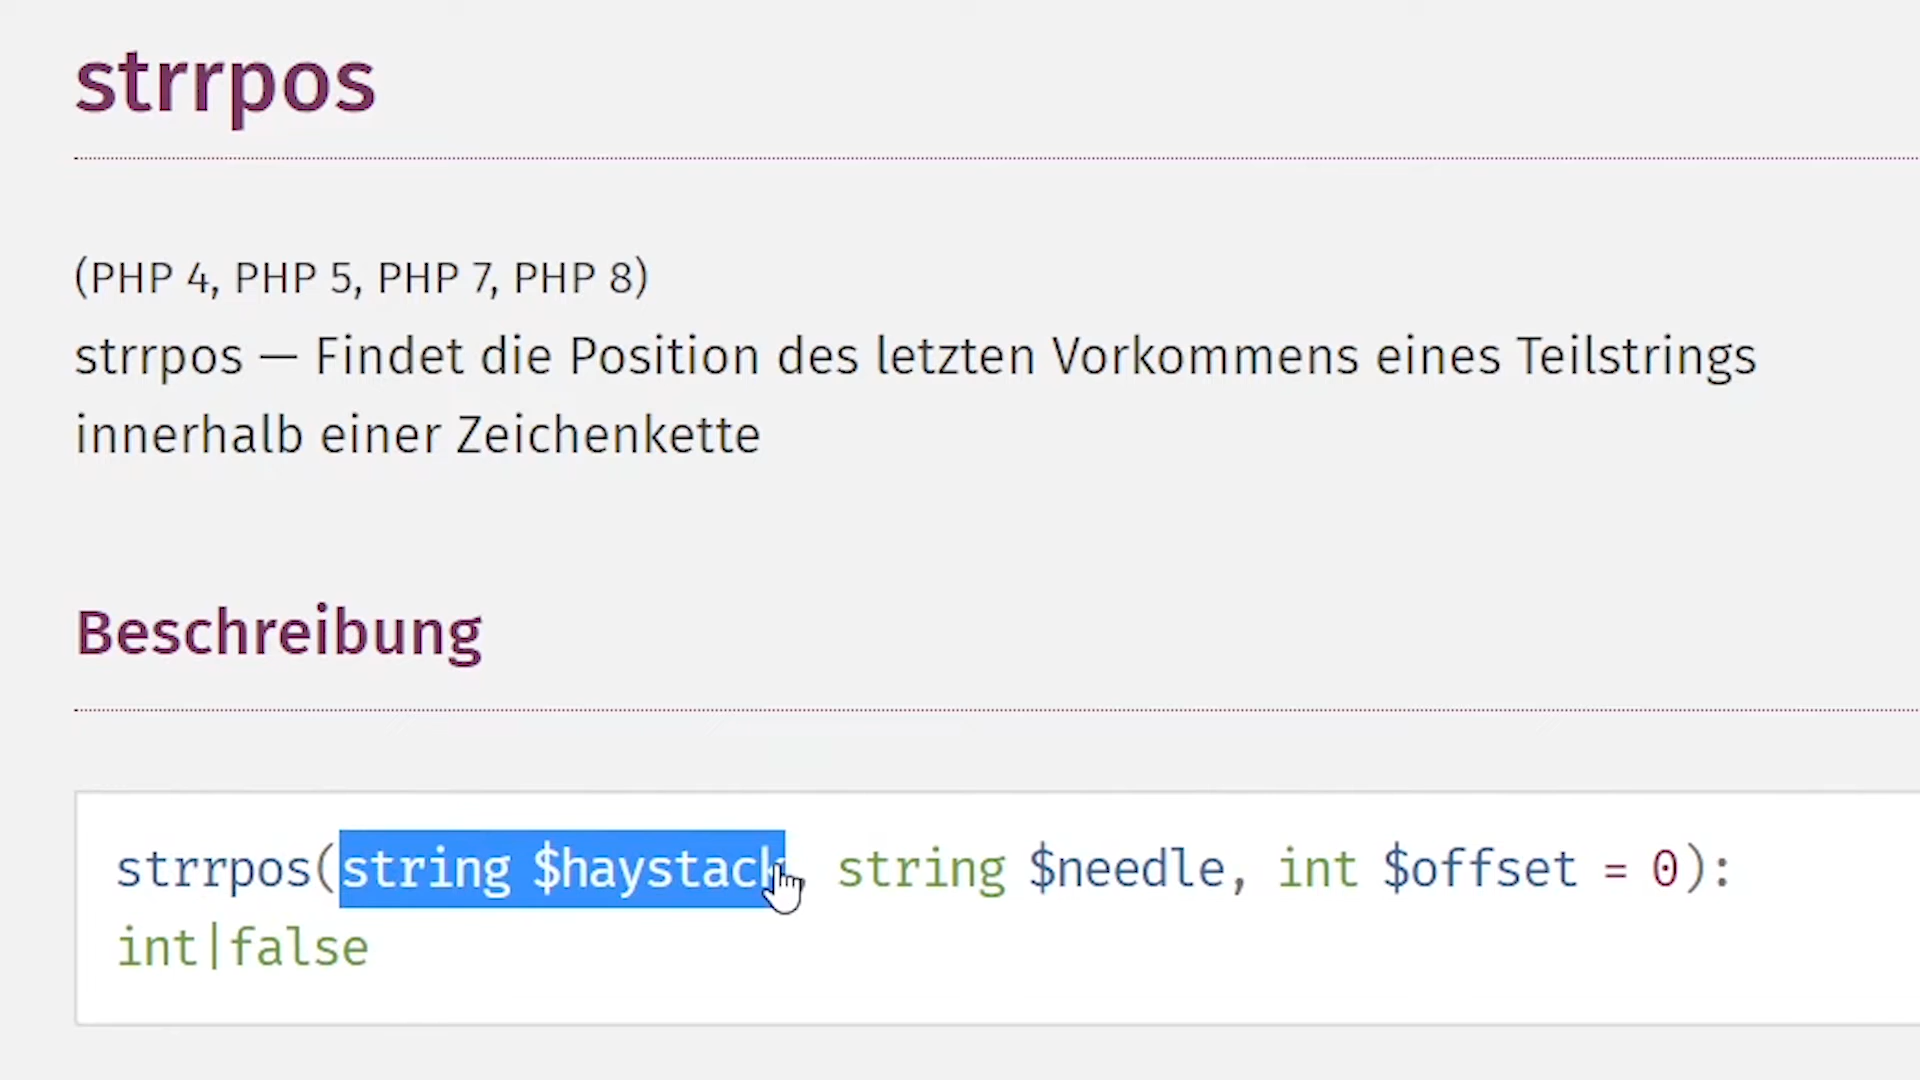 strrpos
(PHP 4, PHP 5, PHP 7, PHP 8)
strrpos — Findet die Position des letzten Vorkommens eines Teilstrings
innerhalb einer Zeichenkette
Beschreibung
strrpos(string $haystack string $needle, int $offset = 0):
int|false